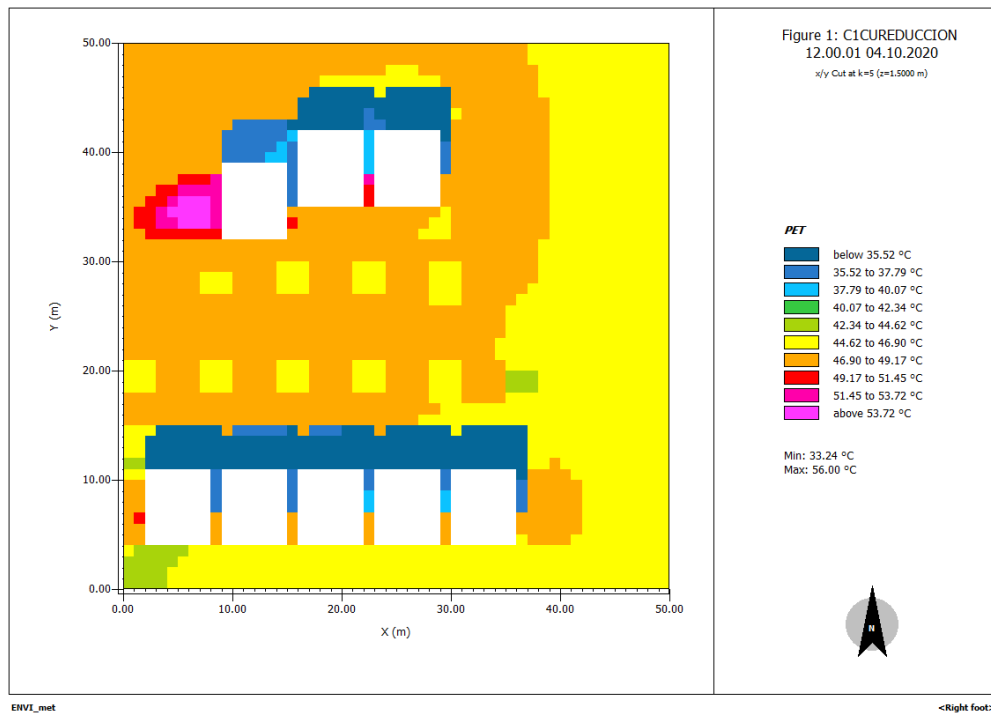 Figure 1: C1CUREDUCCION
12.00.01 04.10.2020
x/y Cut at k=5 (z=1.5000 m)
50.00
40.00
30.00
20.00
10.00
0.00
Y (m)
0.00 10.00 20.00 30.00 40.00 50.00
X (m)
PET
below 35.52 °C
35.52 to 37.79 °C
37.79 to 40.07 °C
40.07 to 42.34 °C
42.34 to 44.62 °C
44.62 to 46.90 °C
46.90 to 49.17 °C
49.17 to 51.45 °C
51.45 to 53.72 °C
above 53.72 °C
Min: 33.24 °C
Max: 56.00 °C
N
ENVI_met
<Right foot>